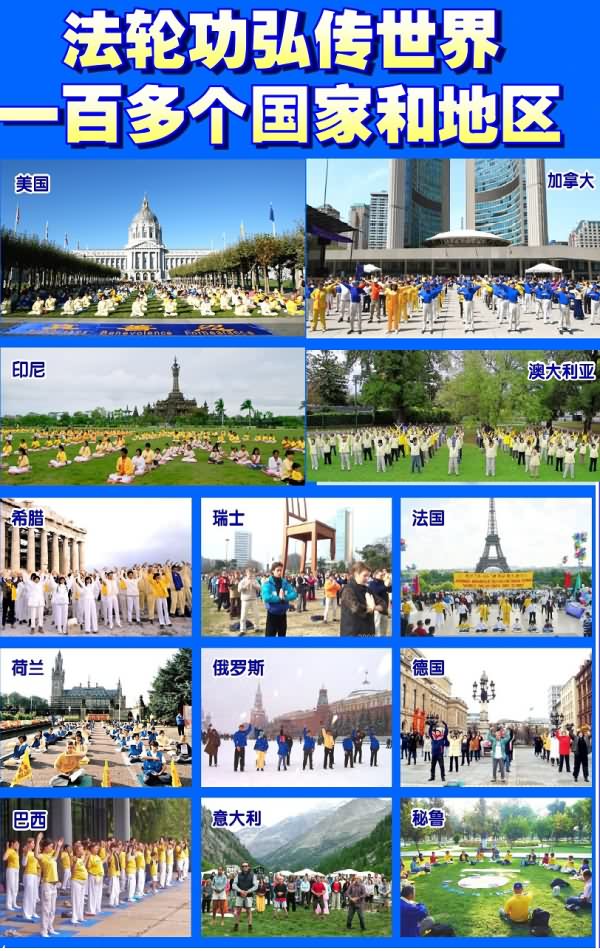 法轮功弘传世界
一百多个国家和地区
美国
加拿大
Benevolence Forbearance
印尼
澳大利亚
希腊
瑞士
法国
荷兰
俄罗斯
德国
巴西
意大利
秘鲁